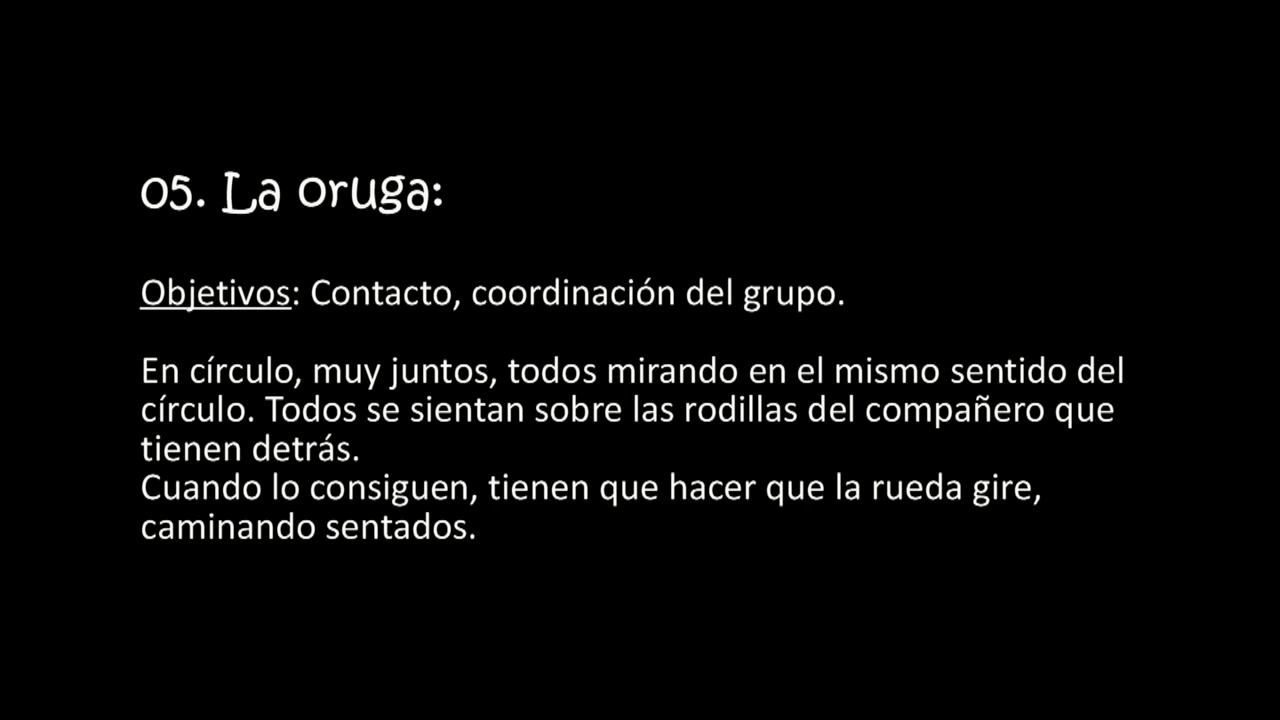 05. La oruga:
Objetivos: Contacto, coordinación del grupo.
En círculo, muy juntos, todos mirando en el mismo sentido del
círculo. Todos se sientan sobre las rodillas del compañero que
tienen detrás.
Cuando lo consiguen, tienen que hacer que la rueda gire,
caminando sentados.